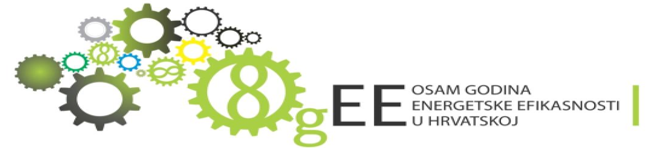 8gEE
OSAM GODINA
ENERGETSKE EFIKASNOSTI
U HRVATSKOJ